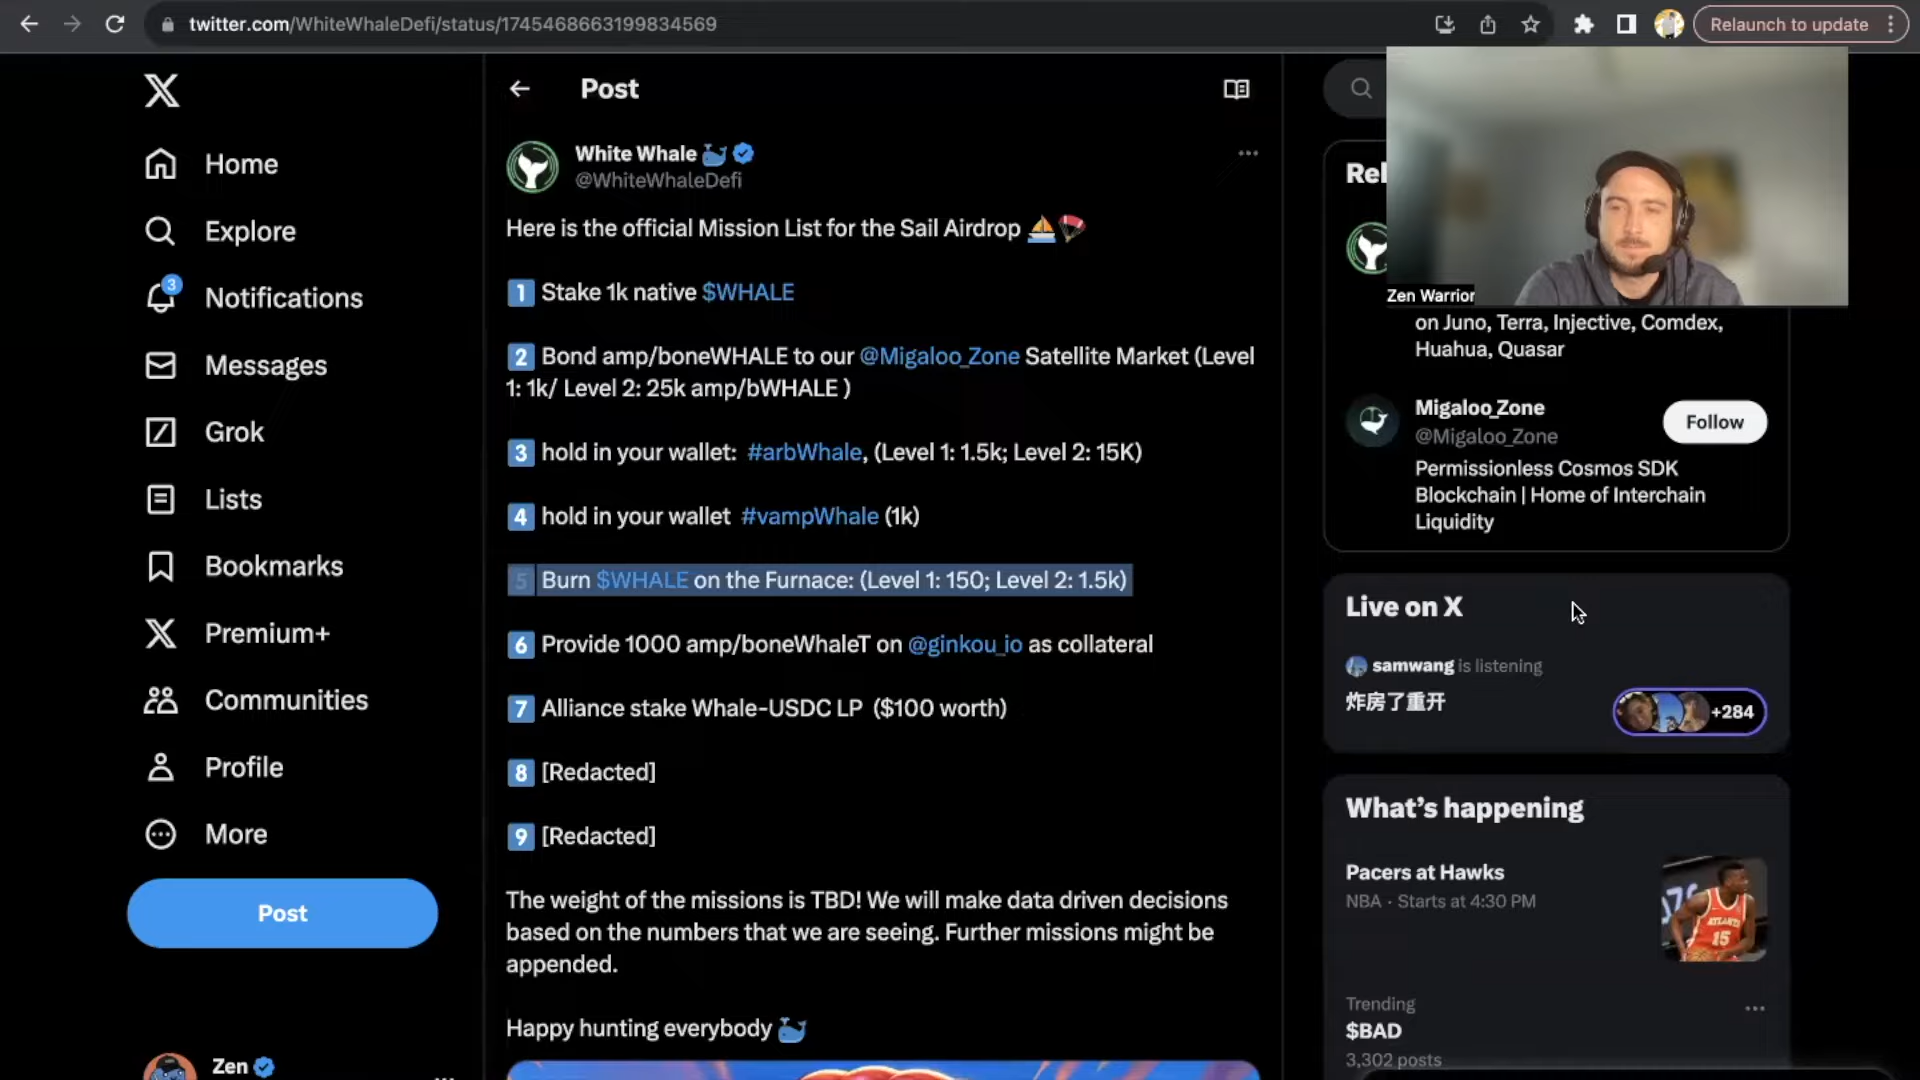 twitter.com/WhiteWhaleDefi/status/1745468663199834569
Relaunch to update
Home
Explore
3
Notifications
Messages
Grok
Lists
Bookmarks
Premium+
Communities
Profile
More
Post
Zen
Post
White Whale
@WhiteWhaleDefi
Here is the official Mission List for the Sail Airdrop
1 Stake 1k native $WHALE
2 Bond amp/boneWHALE to our @Migaloo_Zone Satellite Market (Level
1: 1k/ Level 2: 25k amp/bWHALE )
3 hold in your wallet: #arbWhale, (Level 1: 1.5k; Level 2: 15K)
4 hold in your wallet #vampWhale (1k)
5 Burn $WHALE on the Furnace: (Level 1: 150; Level 2: 1.5k)
6 Provide 1000 amp/boneWhaleT on @ginkou_io as collateral
7 Alliance stake Whale-USDC LP ($100 worth)
8 [Redacted]
9 [Redacted]
The weight of the missions is TBD! We will make data driven decisions
based on the numbers that we are seeing. Further missions might be
appended.
Happy hunting everybody
Rel
Zen Warrior
on Juno, Terra, Injective, Comdex,
Huahua, Quasar
Migaloo_Zone
@Migaloo_Zone
Follow
Permissionless Cosmos SDK
Blockchain | Home of Interchain
Liquidity
Live on X
samwang is listening
炸房了重开
+284
What's happening
Pacers at Hawks
NBA · Starts at 4:30 PM
ATLANTA
15
Trending
$BAD
3,302 posts